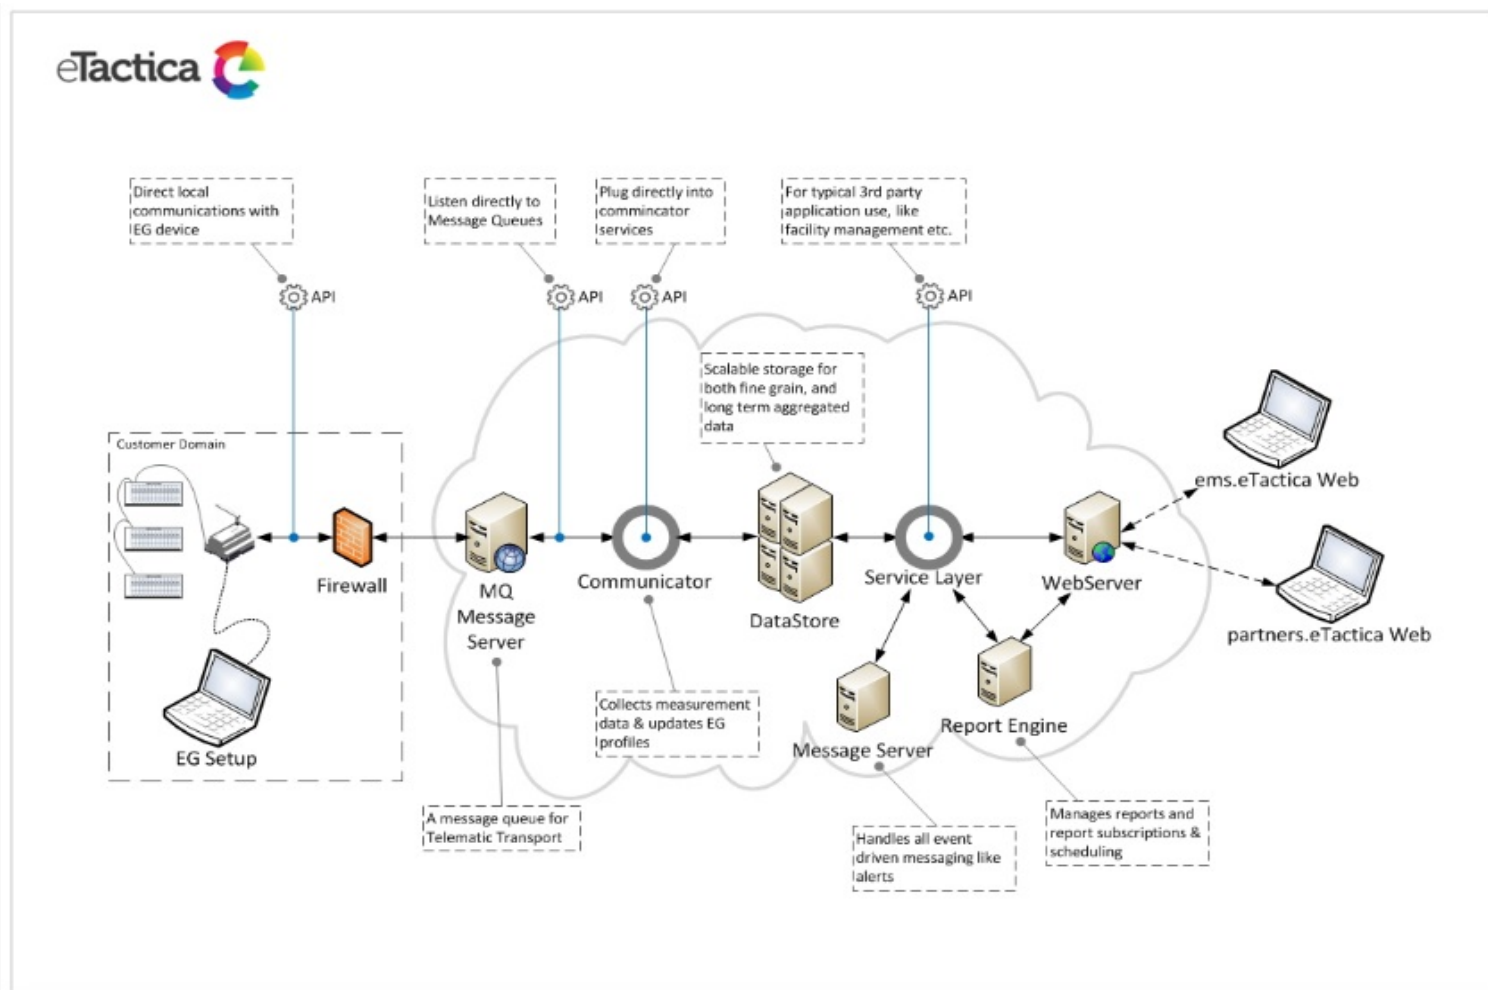 eTactica
Direct local
communications with
EG device
Listen directly to
Message Queues
Plug directly into
commincator
services
For typical 3rd party
application use, like
facility management etc.
API
API
API
API
Scalable storage for
both fine grain, and
long term aggregated
data
Customer Domain
ems.eTactica Web
Firewall
MQ
Message
Server
Communicator
DataStore
Service Layer
WebServer
partners.eTactica Web
EG Setup
Collects measurement
data & updates EG
profiles
Message Server
Report Engine
A message queue for
Telematic Transport
Handles all event
driven messaging like
alerts
Manages reports and
report subscriptions &
scheduling